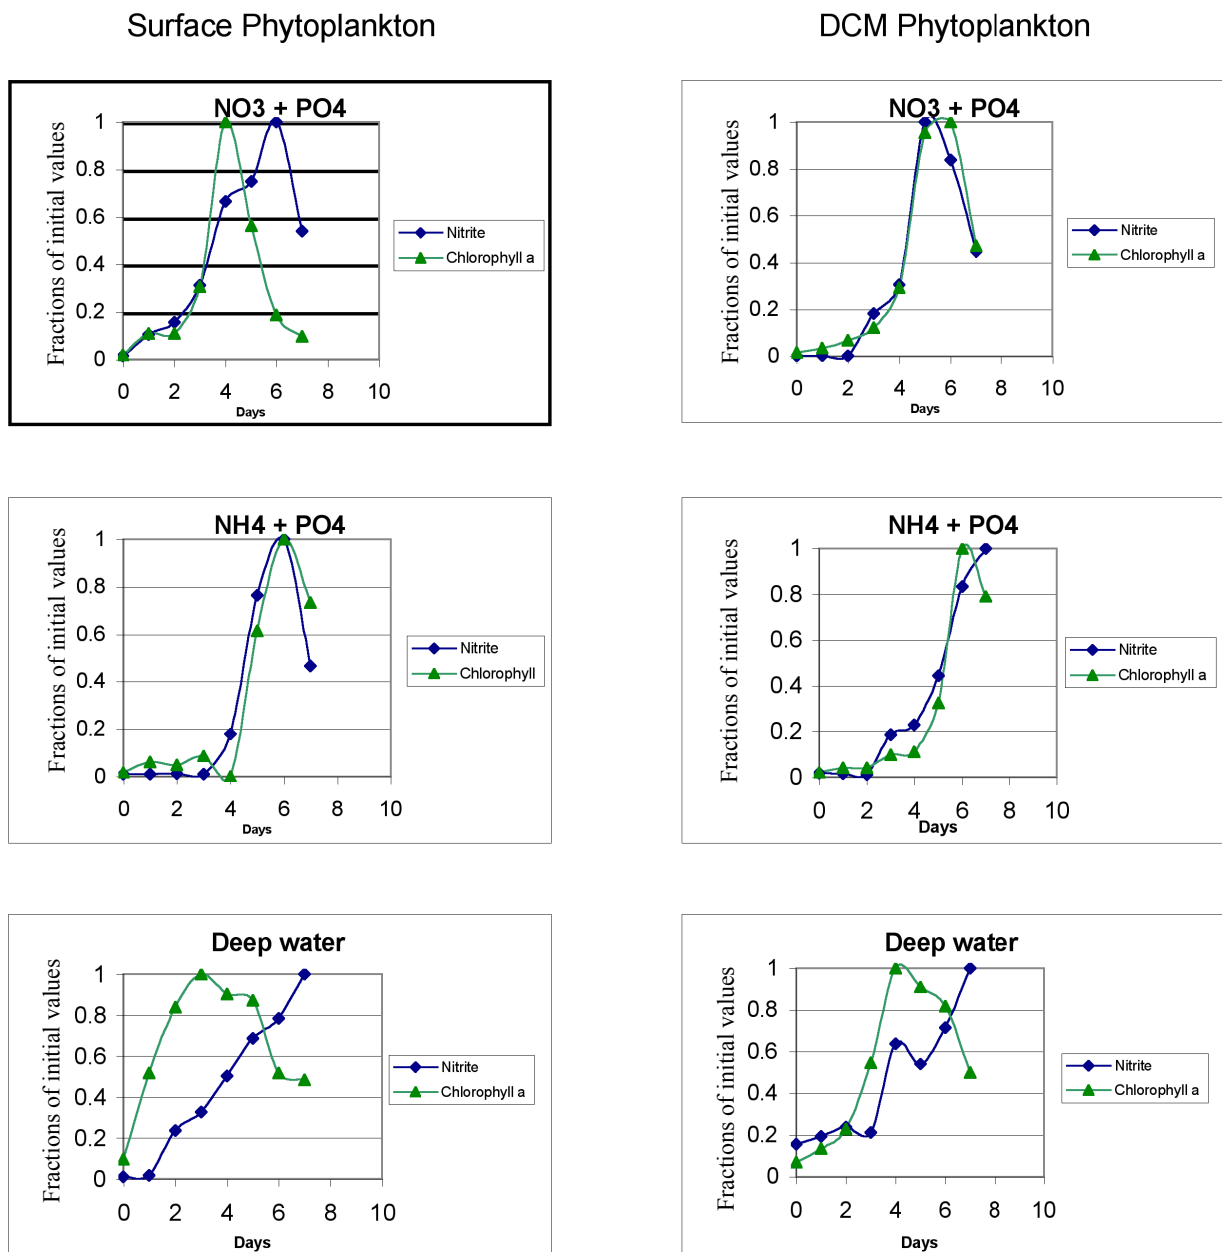 Surface Phytoplankton
DCM Phytoplankton
NO3 + PO4
Fractions of initial values
1
0.8
0.6
0.4
0.2
0
0 2 4 6 8 10
Days
Nitrite
Chlorophyll a
NO3 + PO4
Fractions of initial values
1
0.8
0.6
0.4
0.2
0
0 2 4 6 8 10
Days
Nitrite
Chlorophyll a
NH4 + PO4
Fractions of initial values
1
0.8
0.6
0.4
0.2
0
0 2 4 6 8 10
Days
Nitrite
Chlorophyll
NH4 + PO4
Fractions of initial values
1
0.8
0.6
0.4
0.2
0
0 2 4 6 8 10
Days
Nitrite
Chlorophyll a
Deep water
Fractions of initial values
1
0.8
0.6
0.4
0.2
0
0 2 4 6 8 10
Days
Nitrite
Chlorophyll a
Deep water
Fractions of initial values
1
0.8
0.6
0.4
0.2
0
0 2 4 6 8 10
Days
Nitrite
Chlorophyll a